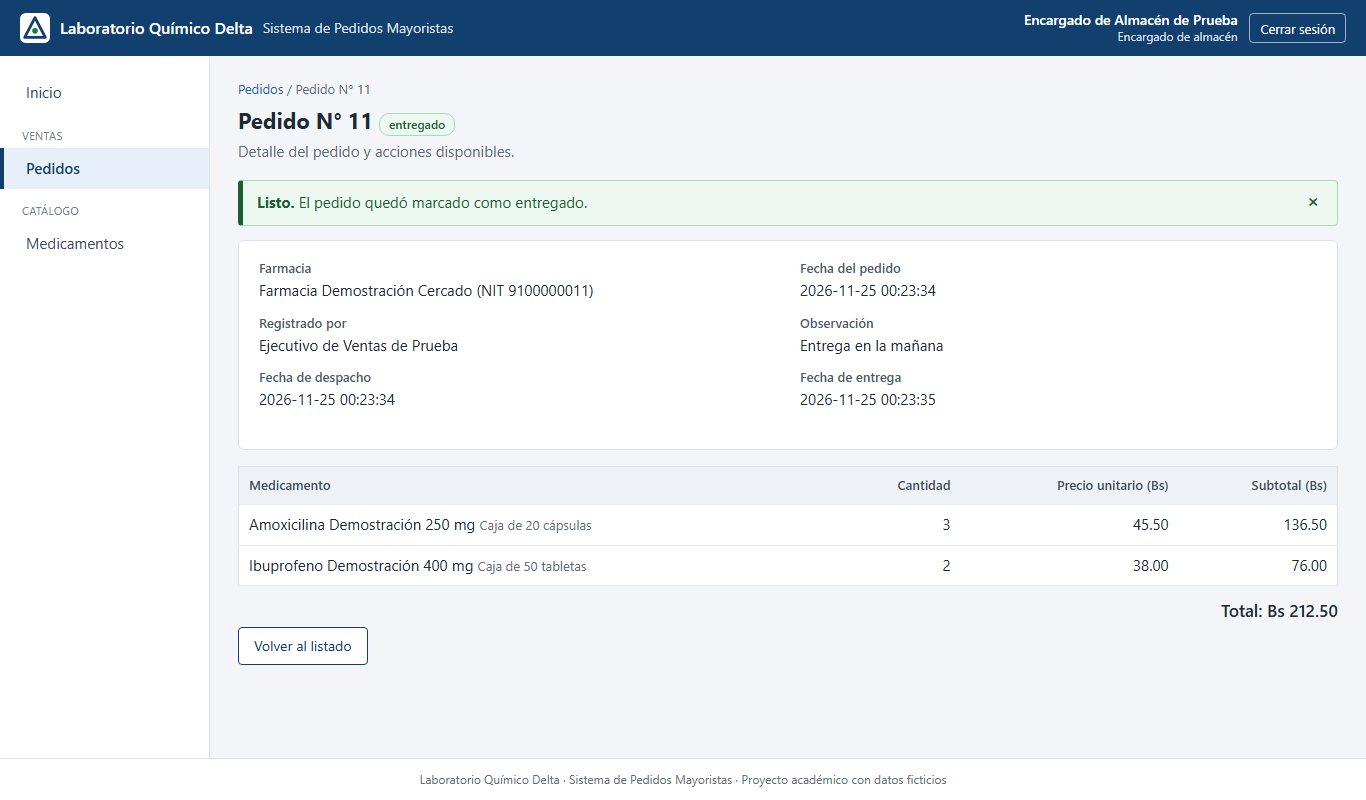 Laboratorio Químico Delta Sistema de Pedidos Mayoristas
Encargado de Almacén de Prueba
Encargado de almacén
Cerrar sesión
Inicio
VENTAS
Pedidos
CATÁLOGO
Medicamentos
Pedidos / Pedido N° 11
Pedido N° 11 entregado
Detalle del pedido y acciones disponibles.
Listo. El pedido quedó marcado como entregado. ×
Farmacia
Farmacia Demostración Cercado (NIT 9100000011)
Fecha del pedido
2026-11-25 00:23:34
Registrado por
Ejecutivo de Ventas de Prueba
Observación
Entrega en la mañana
Fecha de despacho
2026-11-25 00:23:34
Fecha de entrega
2026-11-25 00:23:35
Medicamento Cantidad Precio unitario (Bs) Subtotal (Bs)
Amoxicilina Demostración 250 mg Caja de 20 cápsulas 3 45.50 136.50
Ibuprofeno Demostración 400 mg Caja de 50 tabletas 2 38.00 76.00
Total: Bs 212.50
Volver al listado
Laboratorio Químico Delta · Sistema de Pedidos Mayoristas · Proyecto académico con datos ficticios